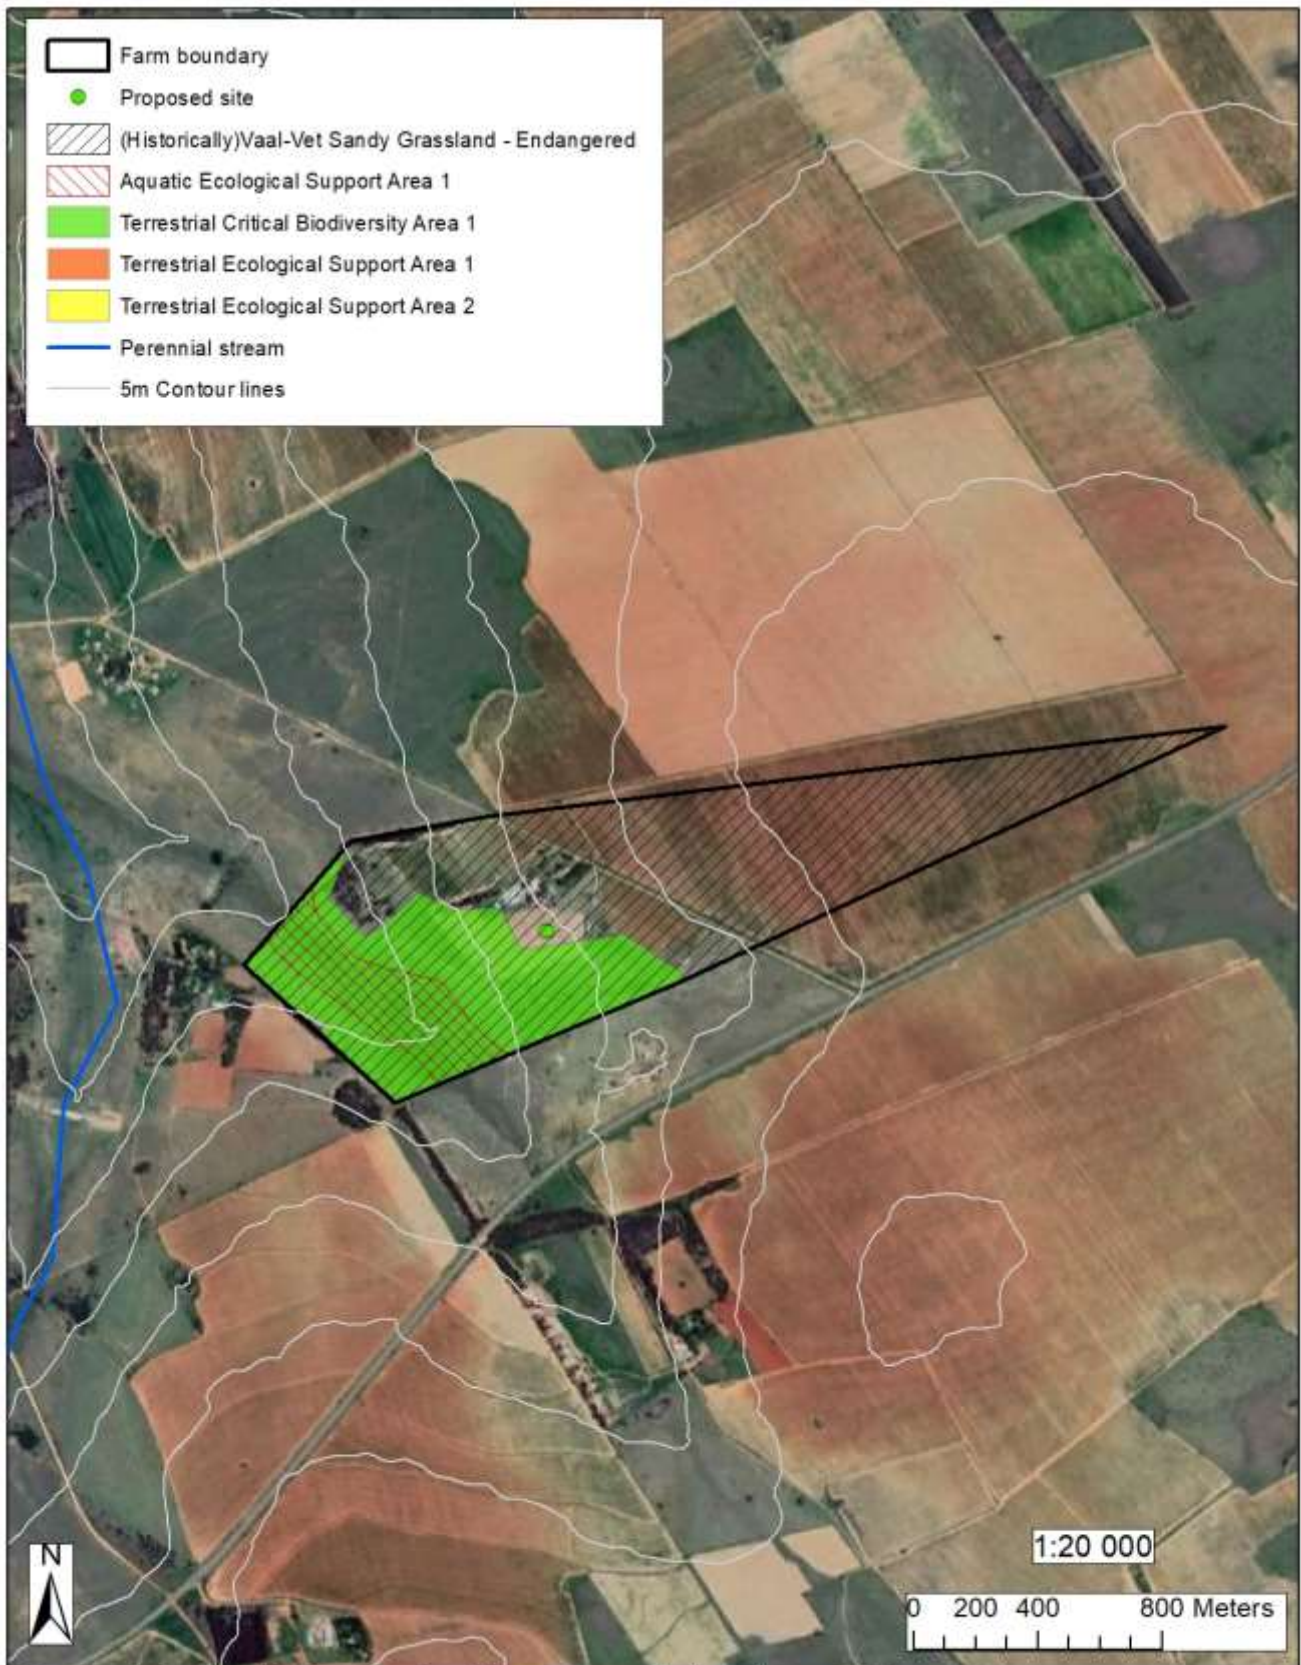 Farm boundary
Proposed site
(Historically)Vaal-Vet Sandy Grassland - Endangered
Aquatic Ecological Support Area 1
Terrestrial Critical Biodiversity Area 1
Terrestrial Ecological Support Area 1
Terrestrial Ecological Support Area 2
Perennial stream
5m Contour lines
N
1:20 000
0 200 400 800 Meters